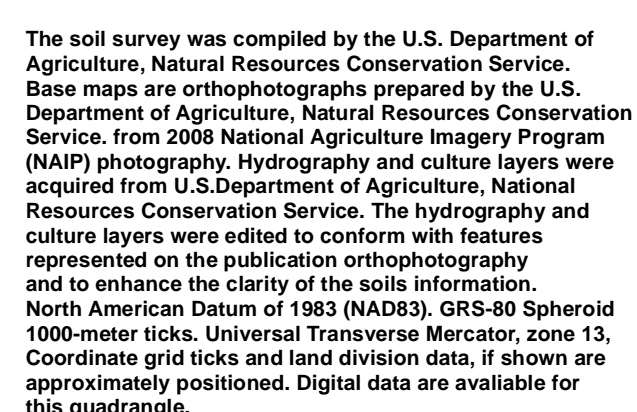 The soil survey was compiled by the U.S. Department of
Agriculture, Natural Resources Conservation Service.
Base maps are orthophotographs prepared by the U.S.
Department of Agriculture, Natural Resources Conservation
Service. from 2008 National Agriculture Imagery Program
(NAIP) photography. Hydrography and culture layers were
acquired from U.S.Department of Agriculture, National
Resources Conservation Service. The hydrography and
culture layers were edited to conform with features
represented on the publication orthophotography
and to enhance the clarity of the soils information.
North American Datum of 1983 (NAD83). GRS-80 Spheroid
1000-meter ticks. Universal Transverse Mercator, zone 13,
Coordinate grid ticks and land division data, if shown are
approximately positioned. Digital data are avaliable for
this quadrangle.